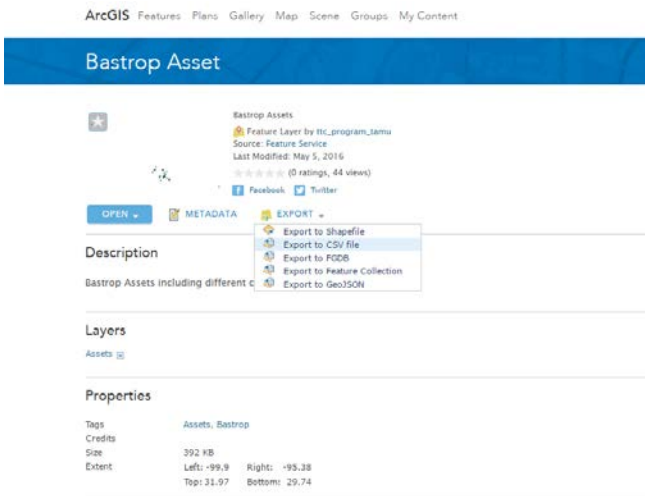 ArcGIS Features Plans Gallery Map Scene Groups My Content
Bastrop Asset
Bastrop Assets
Feature Layer by ttc_program_tamu
Source: Feature Service
Last Modified: May 5, 2016
(0 ratings, 44 views)
Facebook Twitter
OPEN METADATA EXPORT
Export to Shapefile
Export to CSV file
Export to FGDB
Export to Feature Collection
Export to GeoJSON
Description
Bastrop Assets including different
Layers
Assets
Properties
Tags Assets, Bastrop
Credits
Size 392 KB
Extent Left: -99.9 Right: -95.38
Top: 31.97 Bottom: 29.74